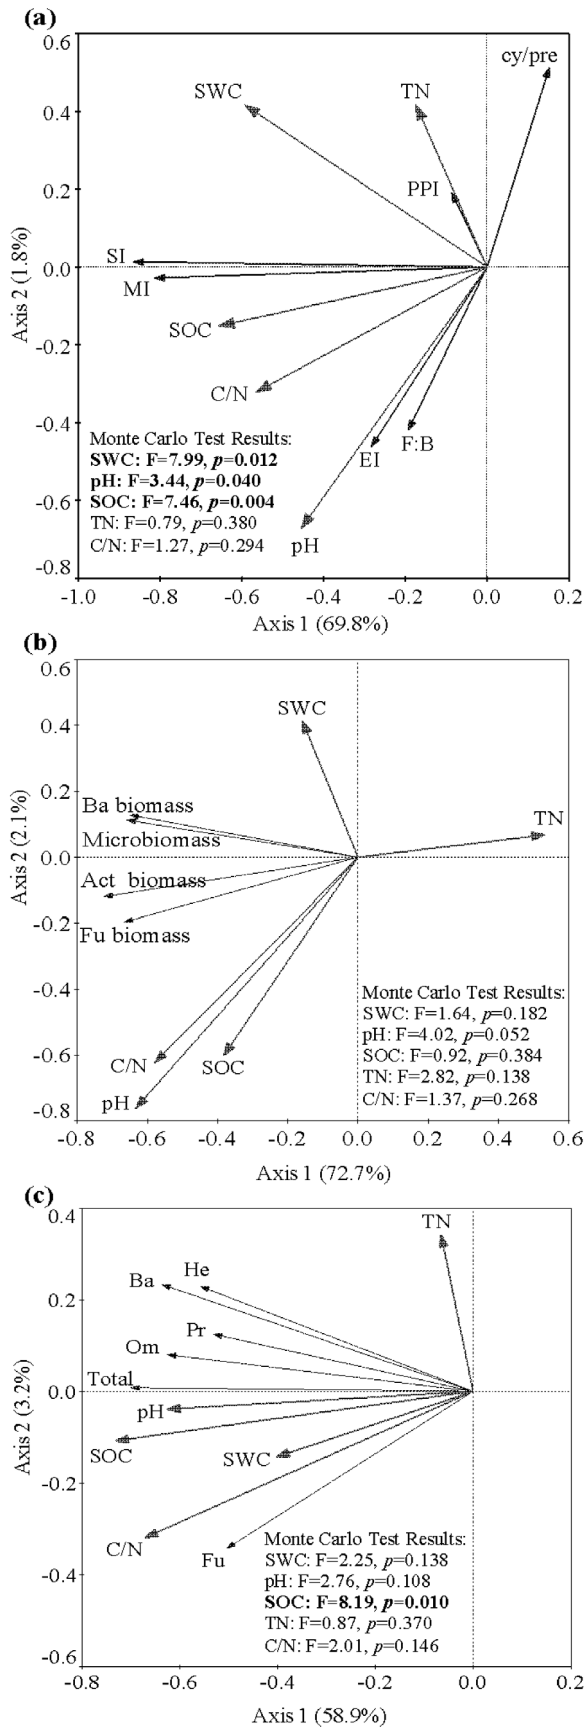 (a)
0.6
cy/pre
SWC
TN
0.4
PPI
0.2
Axis 2 (1.8%)
SI
0.0
MI
SOC
-0.2
C/N
-0.4
F:B
EI
Monte Carlo Test Results:
SWC: F=7.99, p=0.012
pH: F=3.44, p=0.040
SOC: F=7.46, p=0.004
TN: F=0.79, p=0.380
C/N: F=1.27, p=0.294
-0.6
pH
-0.8
-1.0 -0.8 -0.6 -0.4 -0.2 0.0 0.2
Axis 1 (69.8%)
(b)
0.6
SWC
0.4
0.2
Ba biomass
TN
Microbiomass
Axis 2 (2.1%)
0.0
Act biomass
-0.2
Fu biomass
-0.4
Monte Carlo Test Results:
SWC: F=1.64, p=0.182
pH: F=4.02, p=0.052
SOC: F=0.92, p=0.384
TN: F=2.82, p=0.138
C/N: F=1.37, p=0.268
-0.6
C/N
SOC
pH
-0.8
-0.8 -0.6 -0.4 -0.2 0.0 0.2 0.4 0.6
Axis 1 (72.7%)
(c)
0.4
TN
He
Ba
0.2
Pr
Om
Total
0.0
Axis 2 (3.2%)
pH
SOC
SWC
-0.2
C/N
Fu
-0.4
Monte Carlo Test Results:
SWC: F=2.25, p=0.138
pH: F=2.76, p=0.108
SOC: F=8.19, p=0.010
TN: F=0.87, p=0.370
C/N: F=2.01, p=0.146
-0.6
-0.8 -0.6 -0.4 -0.2 0.0 0.2
Axis 1 (58.9%)